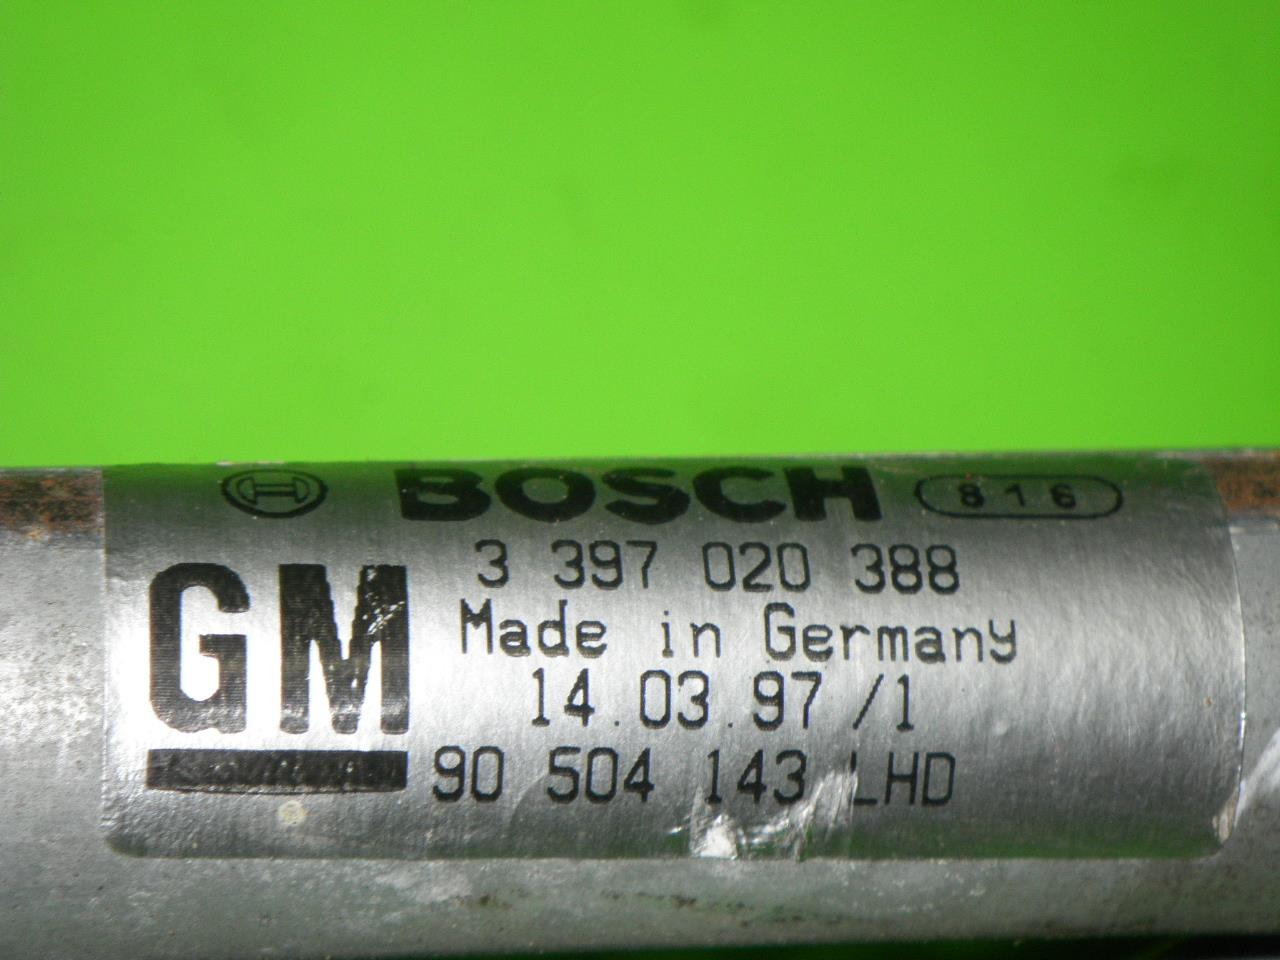 BOSCH 816
3 397 020 388
GM
Made in Germany
14.03.97/1
90 504 143 LHD